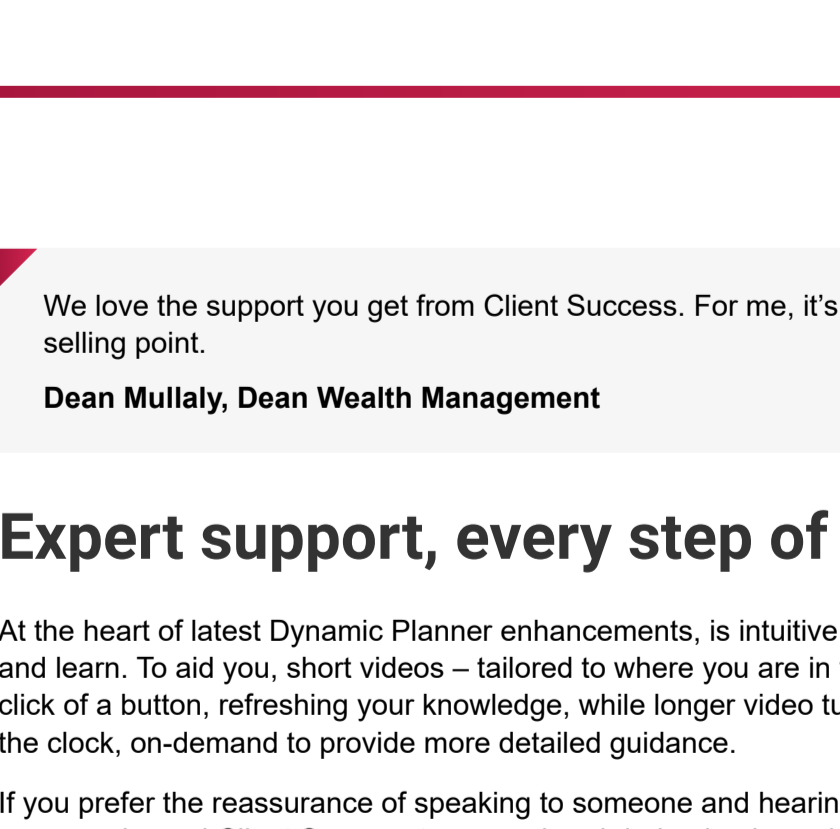 We love the support you get from Client Success. For me, it’s
selling point.
Dean Mullaly, Dean Wealth Management
Expert support, every step of
At the heart of latest Dynamic Planner enhancements, is intuitive
and learn. To aid you, short videos – tailored to where you are in
click of a button, refreshing your knowledge, while longer video tu
the clock, on-demand to provide more detailed guidance.
If you prefer the reassurance of speaking to someone and hearin